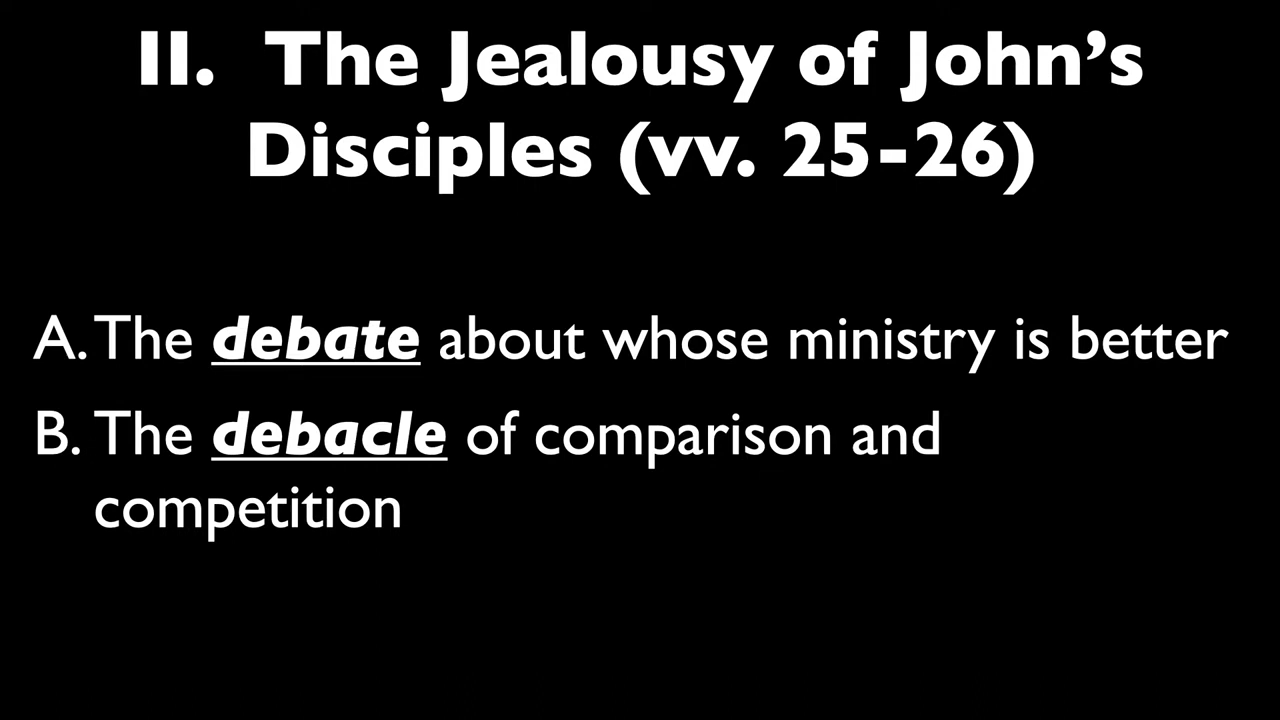 II. The Jealousy of John’s
Disciples (vv. 25-26)
A. The debate about whose ministry is better
B. The debacle of comparison and
competition